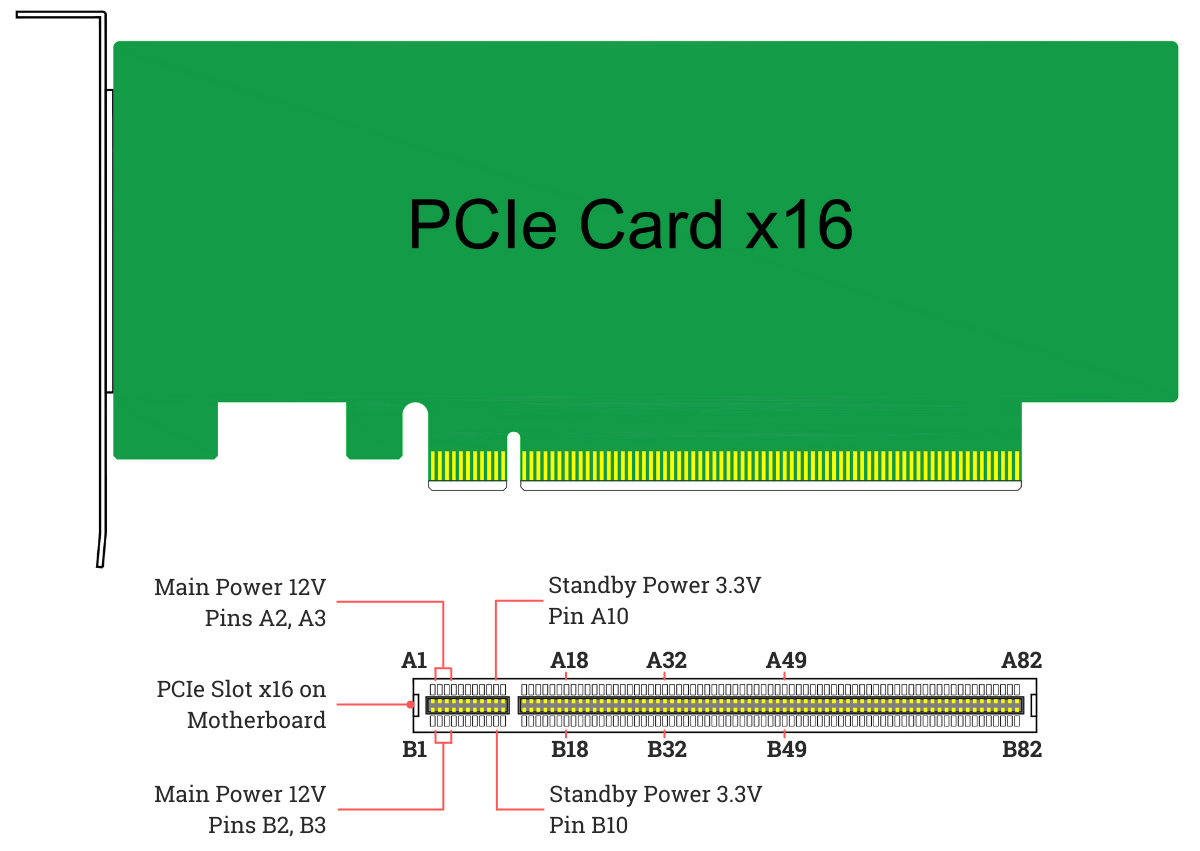 PCIe Card x16
Main Power 12V
Pins A2, A3
Standby Power 3.3V
Pin A10
A1
A18
A32
A49
A82
PCIe Slot x16 on
Motherboard
B1
B18
B32
B49
B82
Main Power 12V
Pins B2, B3
Standby Power 3.3V
Pin B10